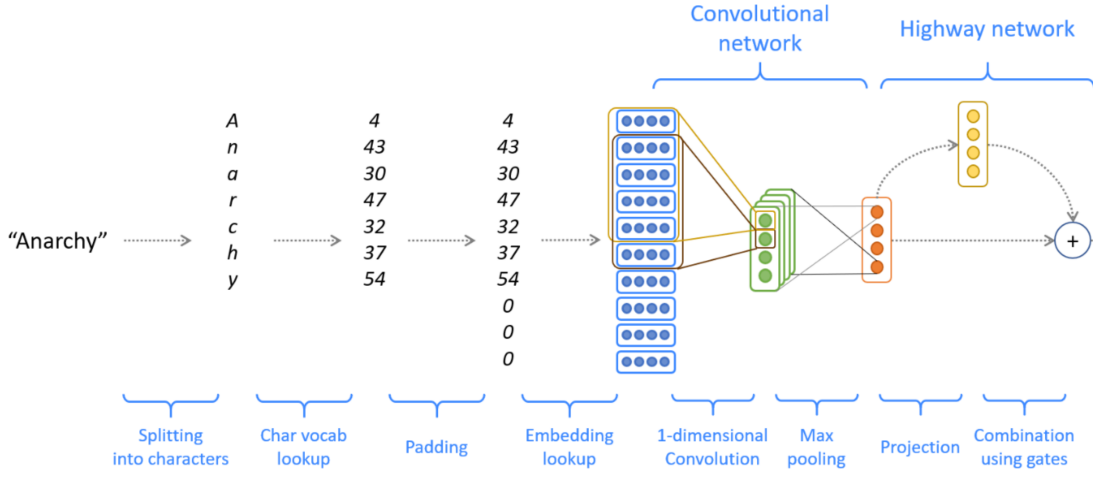 Convolutional
network
Highway network
A 4 4
n 43 43
a 30 30
r 47 47
c 32 32
"Anarchy" +
h 37 37
y 54 54
0
0
0
Splitting
into characters
Char vocab
lookup
Padding
Embedding
lookup
1-dimensional
Convolution
Max
pooling
Projection
Combination
using gates